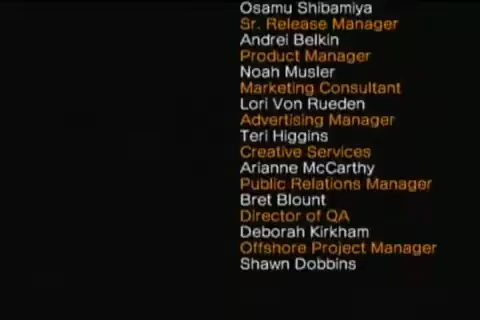 Osamu Shibamiya
Sr. Release Manager
Andrei Belkin
Product Manager
Noah Musler
Marketing Consultant
Lori Von Rueden
Advertising Manager
Teri Higgins
Creative Services
Arianne McCarthy
Public Relations Manager
Bret Blount
Director of QA
Deborah Kirkham
Offshore Project Manager
Shawn Dobbins